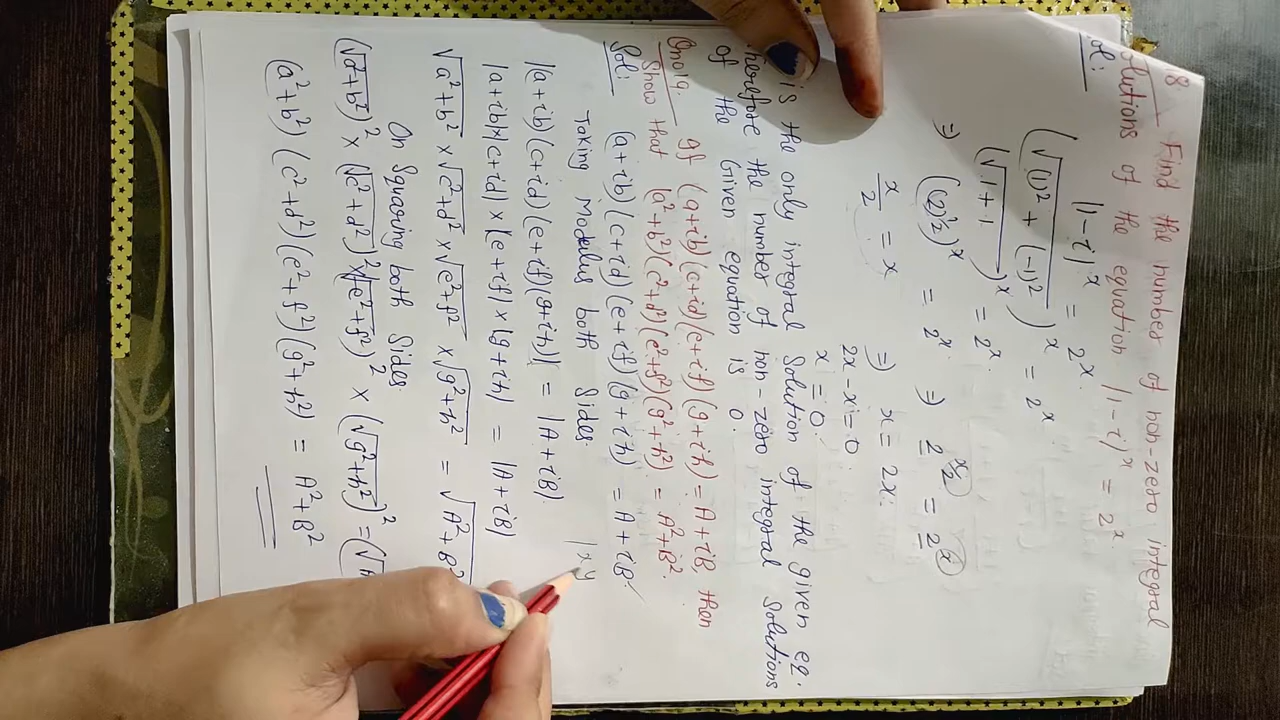 8 Find the number of non-zero integral
olutions of the equation |1-i|^x = 2^x.
Sol:
|1-i|^x = 2^x.
(√(1)²+(-1)²)^x = 2^x
(√1+1)^x = 2^x.
⇒ ((2)^½)^x = 2^x. ⇒ 2^x/2 = 2^x
x/2 = x ⇒ x = 2x.
2x-x=0.
x = 0.
is the only integral Solution of the given eq.
herefore the number of non-zero integral Solutions
of the Given equation is 0.
Qno19. If (a+ib)(c+id)(e+if)(g+ih) = A+iB, then
Show that (a²+b²)(c²+d²)(e²+f²)(g²+h²) = A²+B².
Sol: (a+ib)(c+id)(e+if)(g+ih) = A+iB.
Taking Modulus both Sides. |xy
|(a+ib)(c+id)(e+if)(g+ih)| = |A+iB|
|a+ib|×|c+id|×|e+if|×|g+ih| = |A+iB|
√a²+b² × √c²+d² × √e²+f² × √g²+h² = √A²+B²
On Squaring both Sides
(√a²+b²)² × (√c²+d²)² × (√e²+f²)² × (√g²+h²)² = (√
(a²+b²)(c²+d²)(e²+f²)(g²+h²) = A²+B²